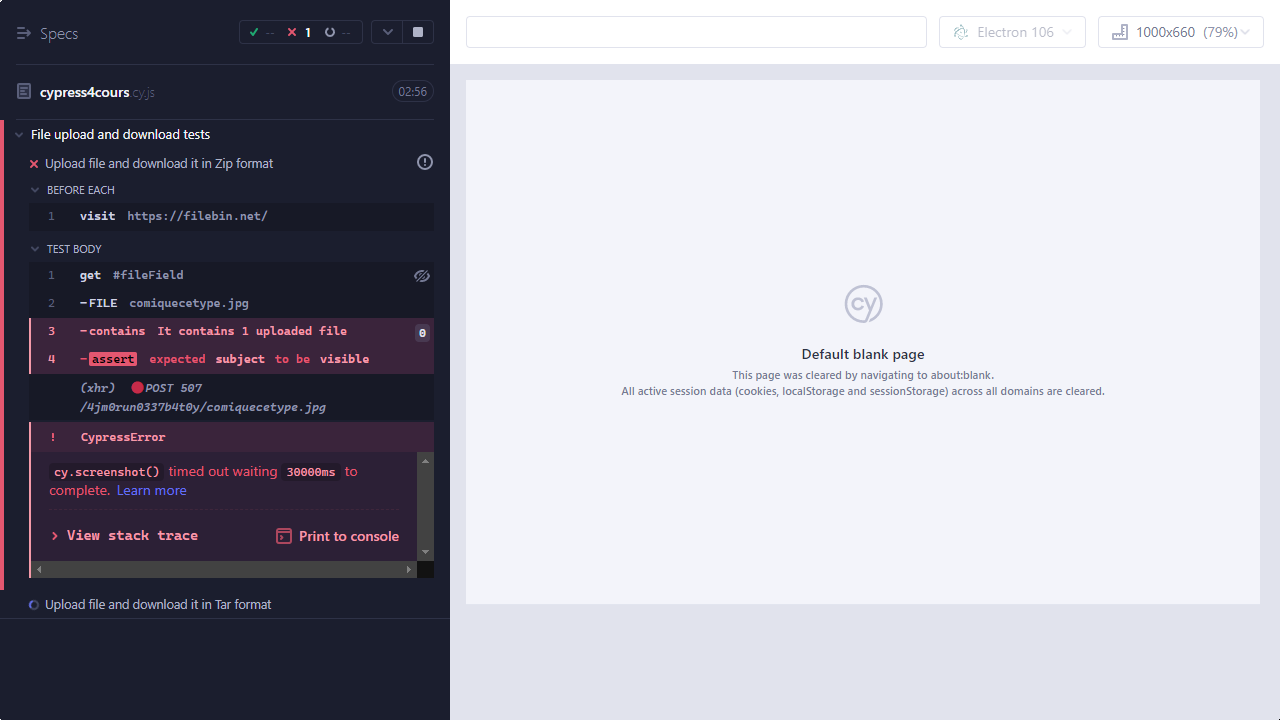 Specs
-- 1 --
cypress4cours.cy.js 02:56
File upload and download tests
Upload file and download it in Zip format
BEFORE EACH
1 visit https://filebin.net/
TEST BODY
1 get #fileField
2 -FILE comiquecetype.jpg
3 -contains It contains 1 uploaded file 0
4 -assert expected subject to be visible
(xhr) POST 507
/4jm0run0337b4t0y/comiquecetype.jpg
! CypressError
cy.screenshot() timed out waiting 30000ms to
complete. Learn more
View stack trace Print to console
Upload file and download it in Tar format
Electron 106 1000x660 (79%)
cy
Default blank page
This page was cleared by navigating to about:blank.
All active session data (cookies, localStorage and sessionStorage) across all domains are cleared.